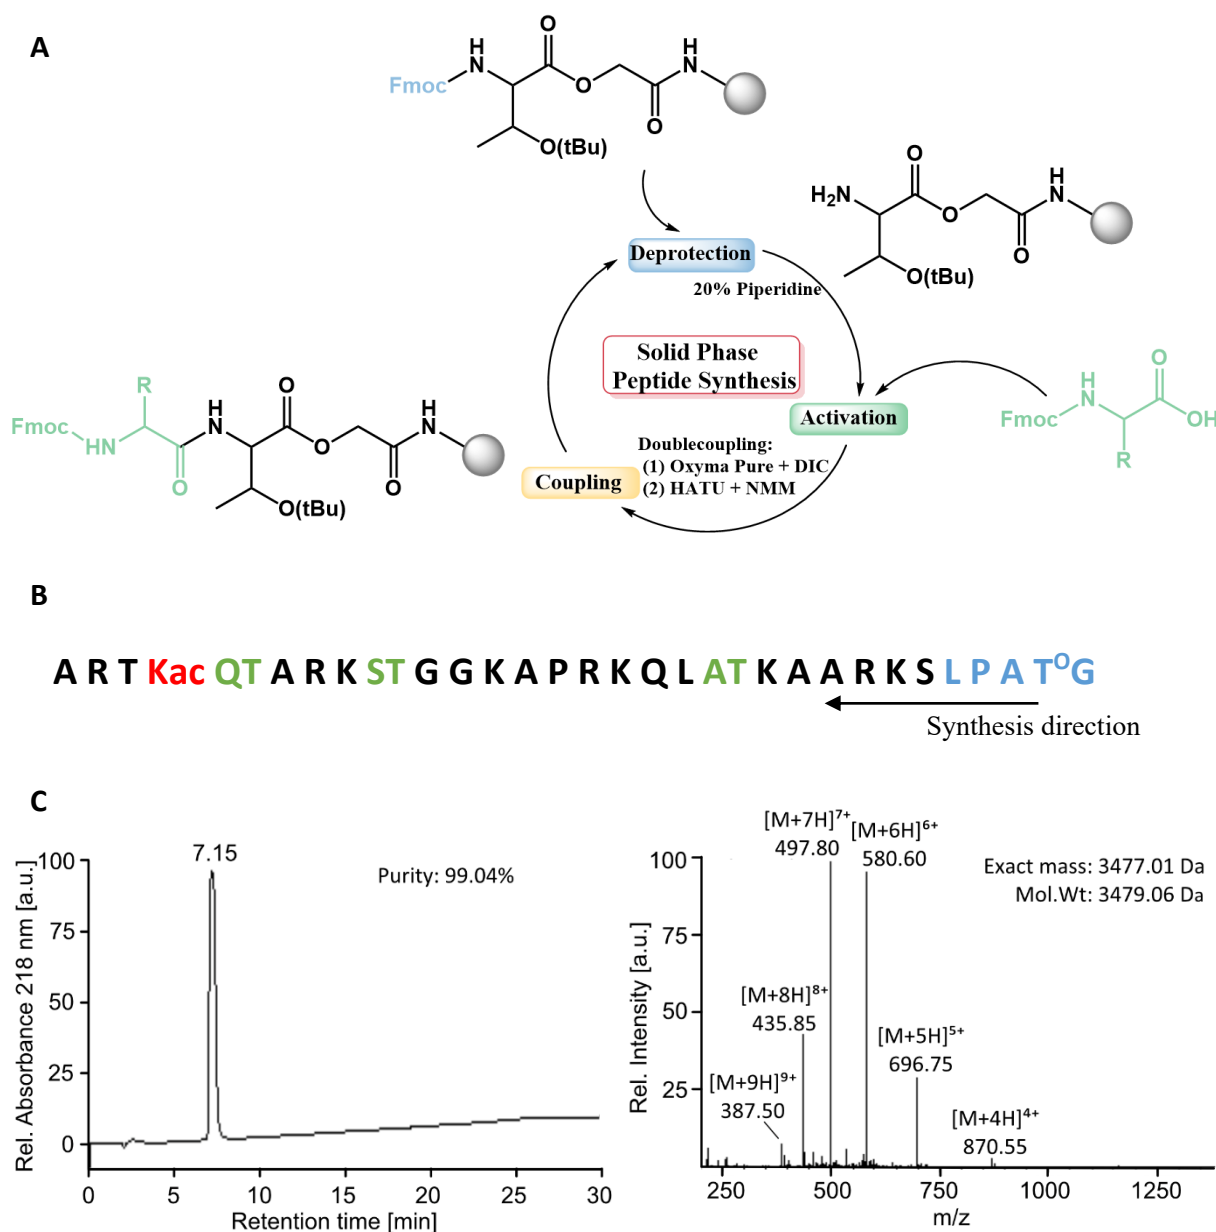 A
H
N
O
Fmoc
O
H
N
O
O(tBu)
O
H
N
H₂N
O
O
O(tBu)
Deprotection
20% Piperidine
Solid Phase
Peptide Synthesis
R
H
N
O
H
N
Fmoc
HN
O
O
O
O(tBu)
Activation
O
H
N
Fmoc
OH
R
Doublecoupling:
(1) Oxyma Pure + DIC
(2) HATU + NMM
Coupling
B
A R T Kac QT A R K ST G G K A P R K Q L AT K A A R K S L P A TᴼG
Synthesis direction
C
Rel. Absorbance 218 nm [a.u.]
100
75
50
25
0
7.15
Purity: 99.04%
0 5 10 15 20 25 30
Retention time [min]
Rel. Intensity [a.u.]
100
75
50
25
[M+7H]⁷⁺
497.80
[M+6H]⁶⁺
580.60
Exact mass: 3477.01 Da
Mol.Wt: 3479.06 Da
[M+8H]⁸⁺
435.85
[M+5H]⁵⁺
696.75
[M+9H]⁹⁺
387.50
[M+4H]⁴⁺
870.55
250 500 750 1000 1250
m/z